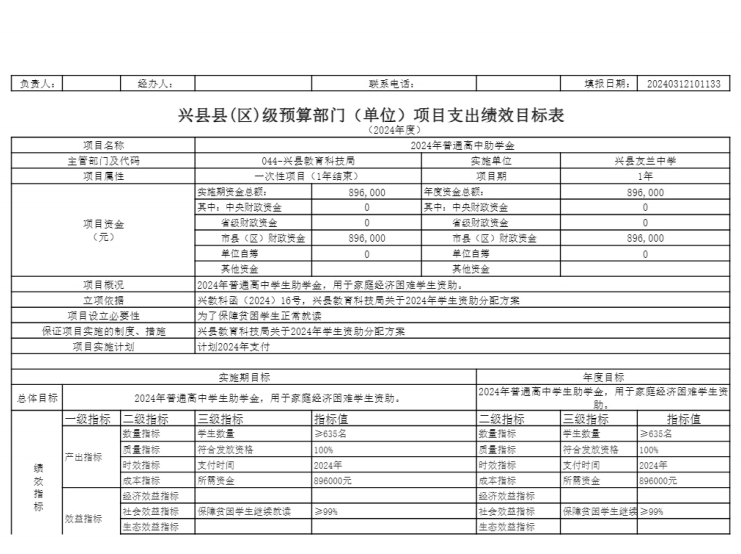 负责人： 经办人： 联系电话： 填报日期： 20240312101133
兴县县(区)级预算部门（单位）项目支出绩效目标表
（2024年度）
项目名称 2024年普通高中助学金
主管部门及代码 044-兴县教育科技局 实施单位 兴县友兰中学
项目属性 一次性项目（1年结束） 项目期 1年
项目资金（元） 实施期资金总额： 896,000 年度资金总额： 896,000
其中：中央财政资金 0 其中：中央财政资金 0
省级财政资金 0 省级财政资金 0
市县（区）财政资金 896,000 市县（区）财政资金 896,000
单位自筹 0 单位自筹 0
其他资金 其他资金
项目概况 2024年普通高中学生助学金，用于家庭经济困难学生资助。
立项依据 兴教科函（2024）16号，兴县教育科技局关于2024年学生资助分配方案
项目设立必要性 为了保障贫困学生正常就读
保证项目实施的制度、措施 兴县教育科技局关于2024年学生资助分配方案
项目实施计划 计划2024年支付
实施期目标 年度目标
总体目标 2024年普通高中学生助学金，用于家庭经济困难学生资助。 2024年普通高中学生助学金，用于家庭经济困难学生资助。
绩效指标 一级指标 二级指标 三级指标 指标值 二级指标 三级指标 指标值
产出指标 数量指标 学生数量 ≥635名 数量指标 学生数量 ≥635名
质量指标 符合发放资格 100% 质量指标 符合发放资格 100%
时效指标 支付时间 2024年 时效指标 支付时间 2024年
成本指标 所需资金 896000元 成本指标 所需资金 896000元
效益指标 经济效益指标 经济效益指标
社会效益指标 保障贫困学生继续就读 ≥99% 社会效益指标 保障贫困学生继续 ≥99%
生态效益指标 生态效益指标